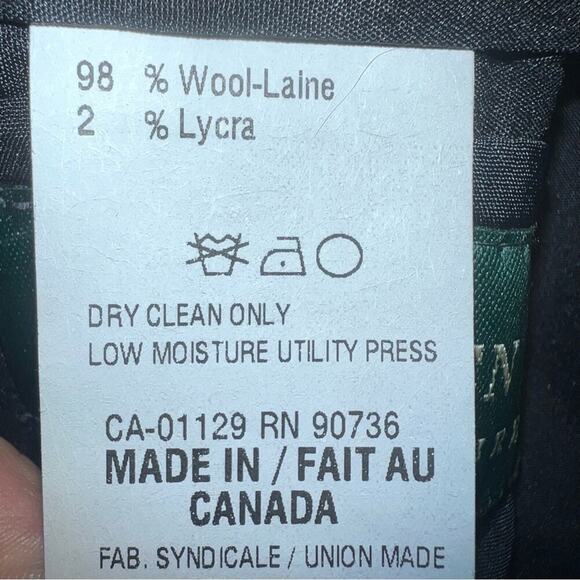 98 % Wool-Laine
2 % Lycra
DRY CLEAN ONLY
LOW MOISTURE UTILITY PRESS
CA-01129 RN 90736
MADE IN / FAIT AU
CANADA
FAB. SYNDICALE / UNION MADE